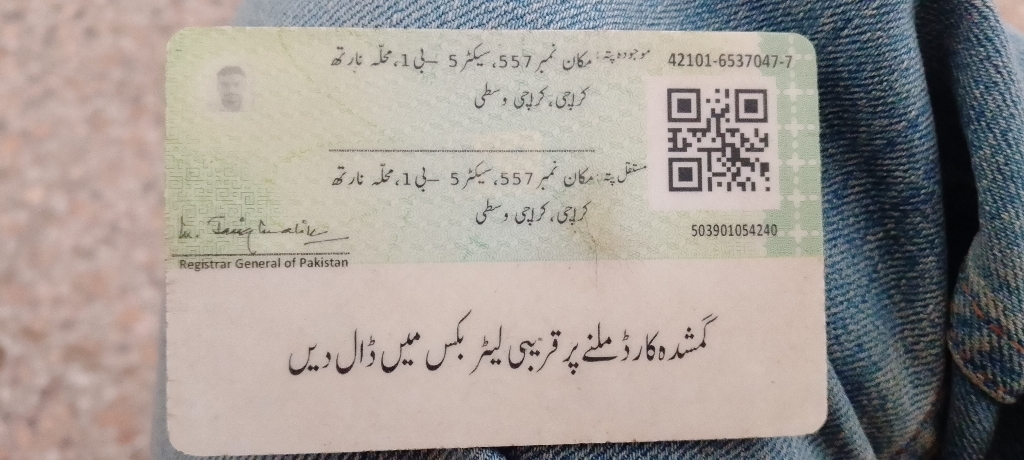 موجودہ پتہ: مکان نمبر 557، سیکٹر 5 –بی 1، محلّہ نارتھ
کراچی، کراچی وسطی
42101-6537047-7
مستقل پتہ: مکان نمبر 557، سیکٹر 5 –بی 1، محلّہ نارتھ
کراچی، کراچی وسطی
503901054240
Registrar General of Pakistan
گمشدہ کارڈ ملنے پر قریبی لیٹر بکس میں ڈال دیں